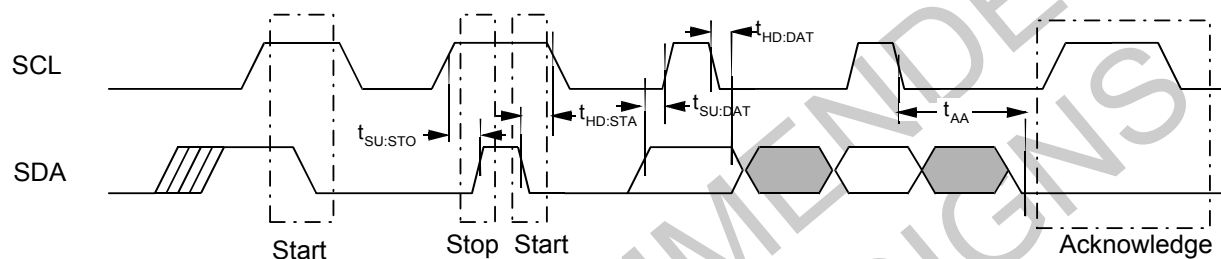 SCL
t_HD:DAT
t_SU:DAT
t_HD:STA
t_SU:STO
t_AA
SDA
Start
Stop
Start
Acknowledge